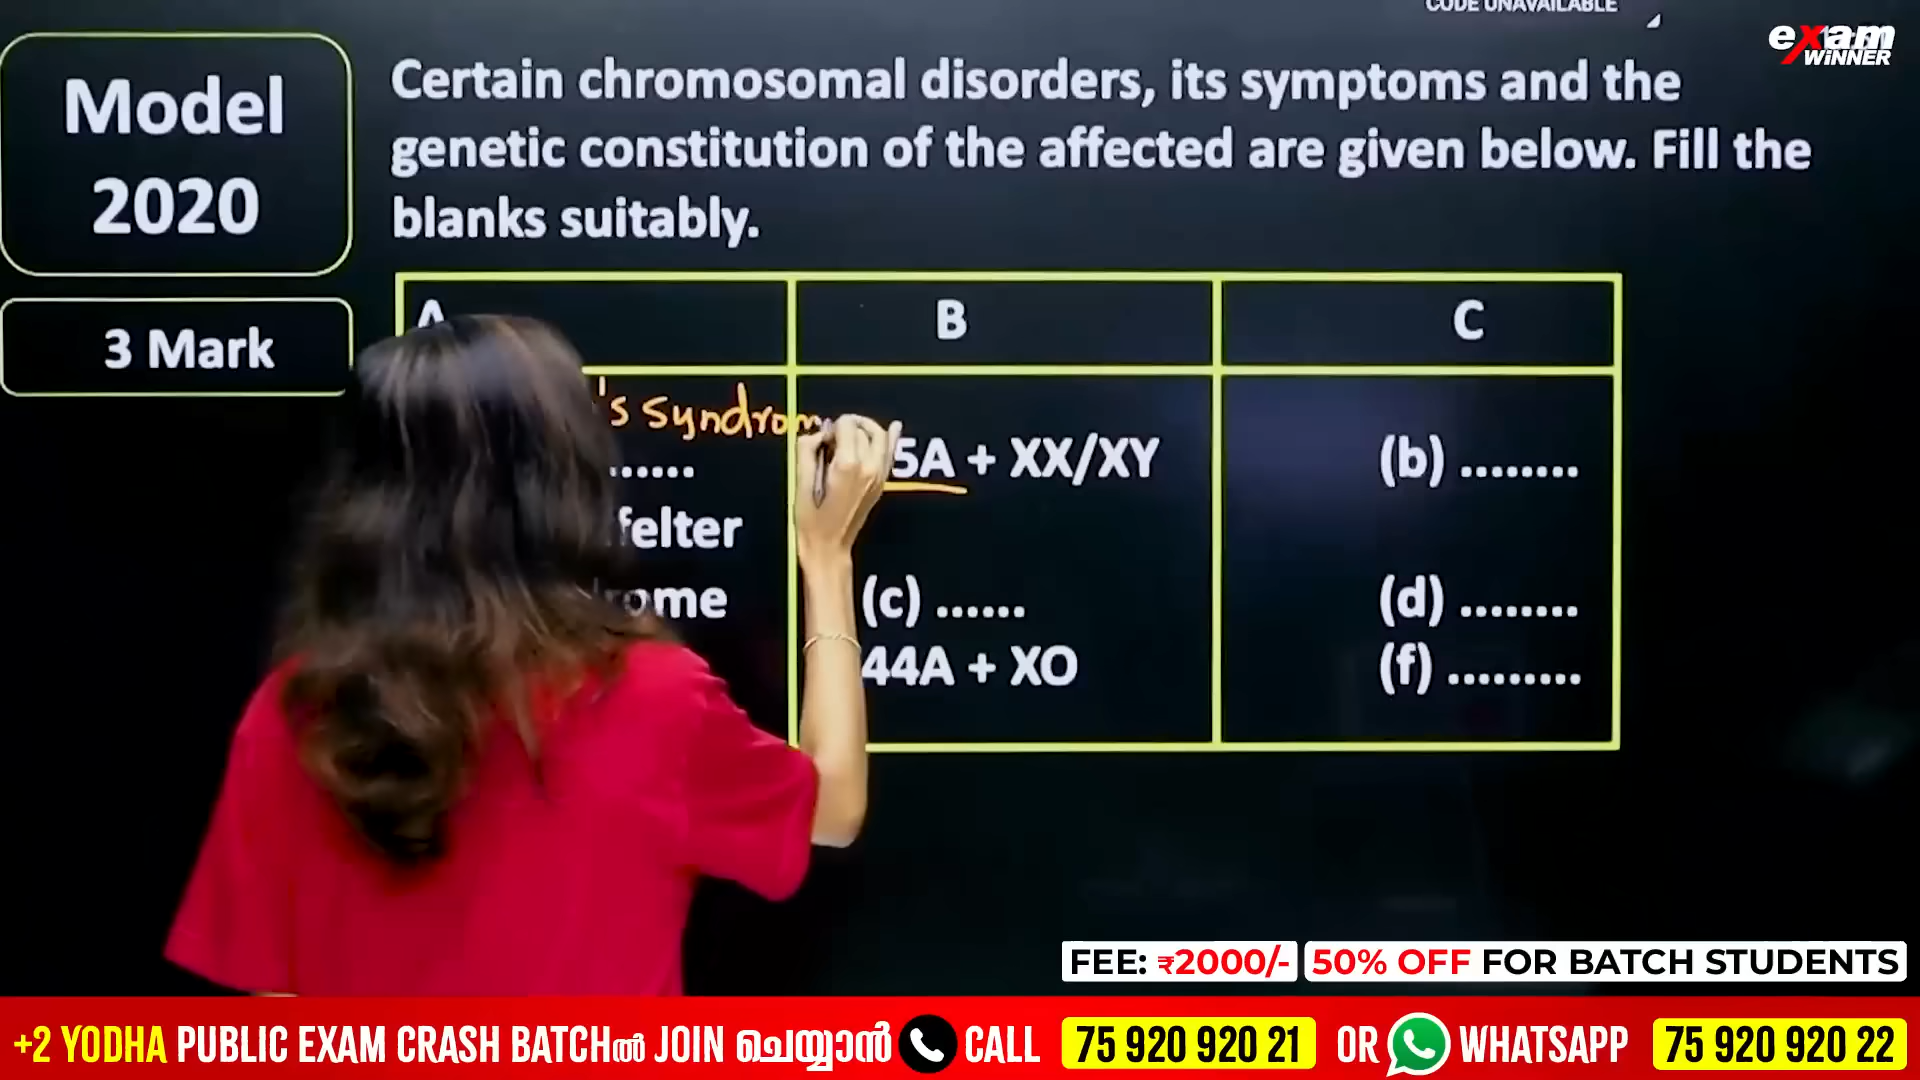 CODE UNAVAILABLE
exam
WiNNER
Model
2020
3 Mark
Certain chromosomal disorders, its symptoms and the
genetic constitution of the affected are given below. Fill the
blanks suitably.
A B C
's Syndrom
...... 5A + XX/XY (b) ........
felter
rome (c) ...... (d) ........
44A + XO (f) .........
FEE: ₹2000/- 50% OFF FOR BATCH STUDENTS
+2 YODHA PUBLIC EXAM CRASH BATCHൽ JOIN ചെയ്യാൻ CALL 75 920 920 21 OR WHATSAPP 75 920 920 22